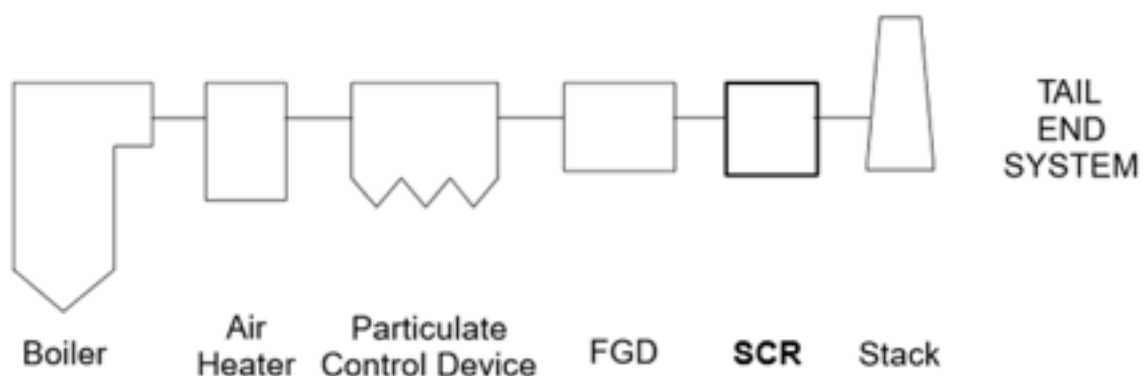 TAIL
END
SYSTEM
Boiler
Air
Heater
Particulate
Control Device
FGD
SCR
Stack